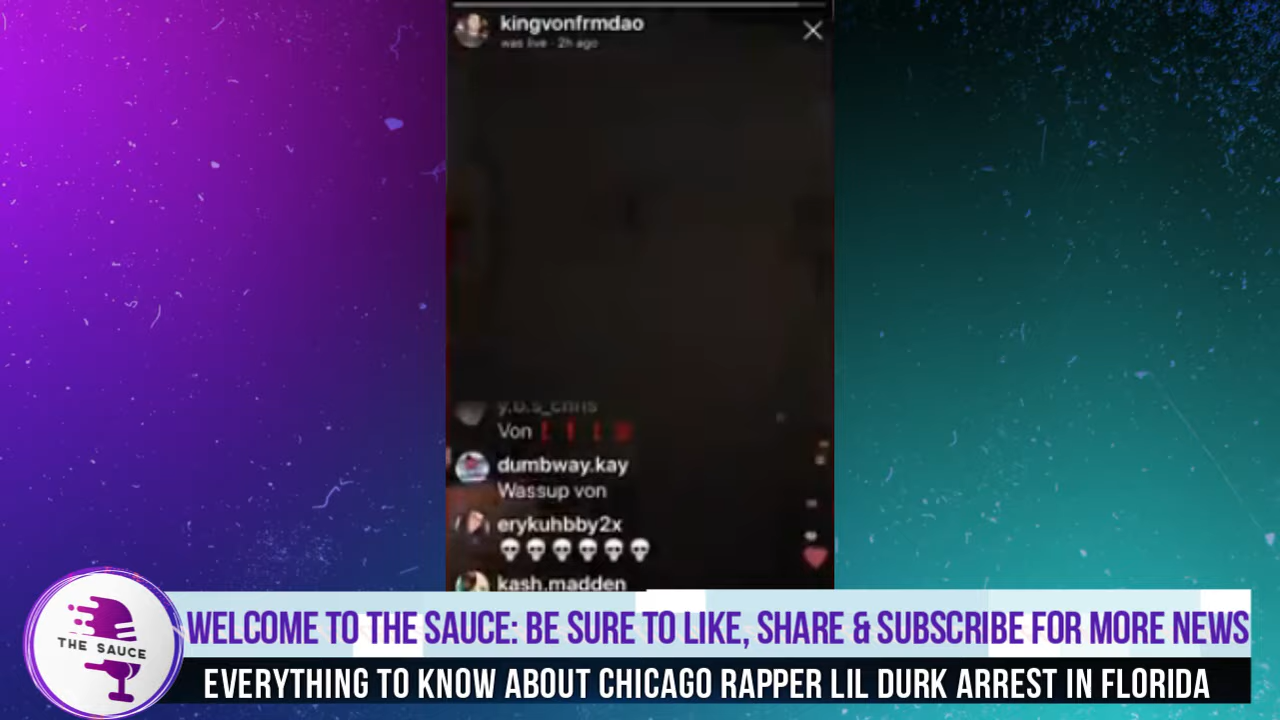 kingvonfrmdao
was live · 2h ago
y.b.s_chris
Von
dumbway.kay
Wassup von
erykuhbby2x
💀💀💀💀💀💀
kash.madden
THE SAUCE
WELCOME TO THE SAUCE: BE SURE TO LIKE, SHARE & SUBSCRIBE FOR MORE NEWS
EVERYTHING TO KNOW ABOUT CHICAGO RAPPER LIL DURK ARREST IN FLORIDA